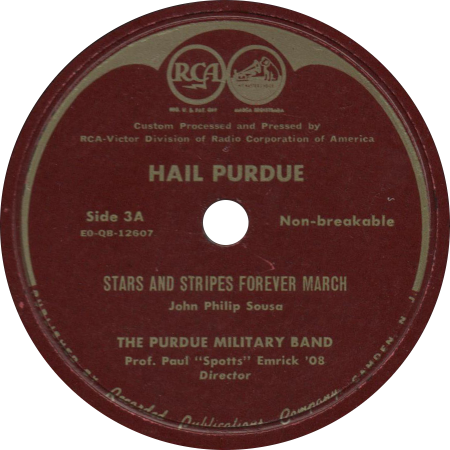 RCA
Custom Processed and Pressed by
RCA-Victor Division of Radio Corporation of America
HAIL PURDUE
Side 3A
Non-breakable
E0-QB-12607
STARS AND STRIPES FOREVER MARCH
John Philip Sousa
THE PURDUE MILITARY BAND
Prof. Paul "Spotts" Emrick '08
Director
PUBLISHED BY Recorded Publications Company CAMDEN N. J.